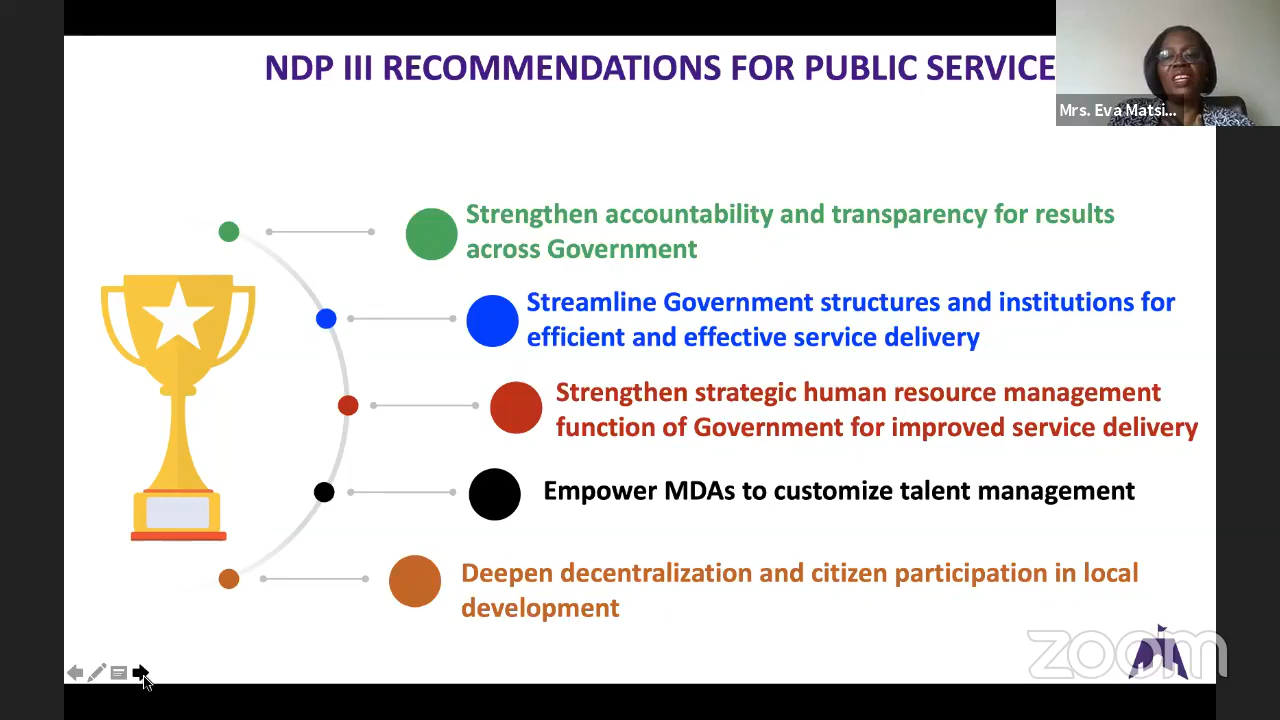 NDP III RECOMMENDATIONS FOR PUBLIC SERVICE
Mrs. Eva Matsi...
Strengthen accountability and transparency for results
across Government
Streamline Government structures and institutions for
efficient and effective service delivery
Strengthen strategic human resource management
function of Government for improved service delivery
Empower MDAs to customize talent management
Deepen decentralization and citizen participation in local
development
zoom